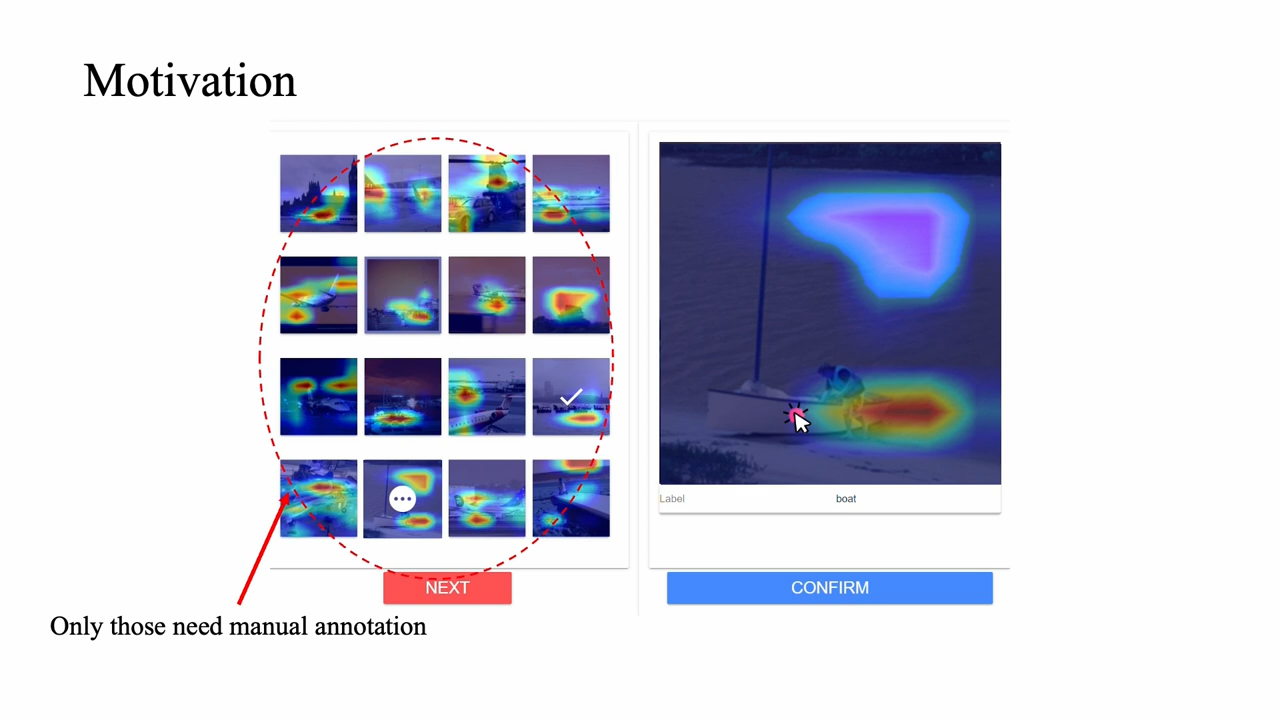 Motivation
Label boat
NEXT
CONFIRM
Only those need manual annotation